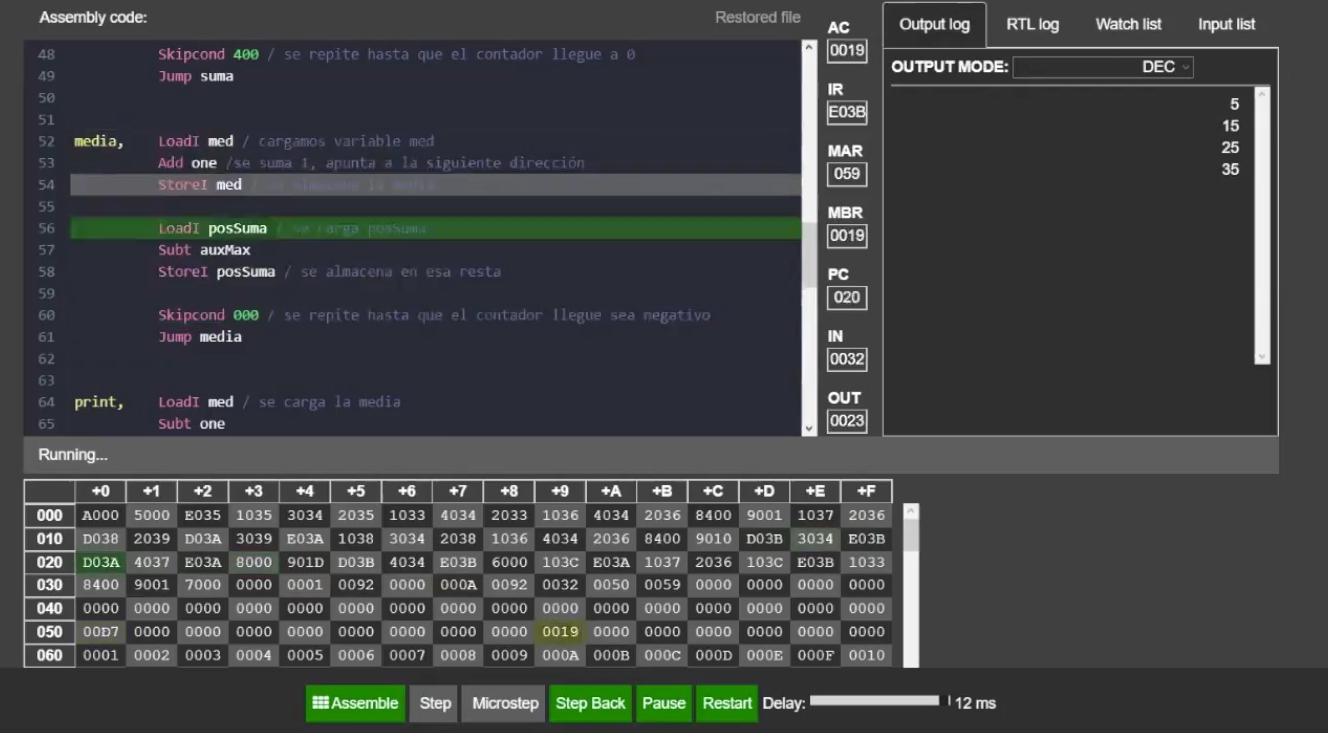 Assembly code:
Restored file
48 Skipcond 400 / se repite hasta que el contador llegue a 0
49 Jump suma
50
51
52 media, LoadI med / cargamos variable med
53 Add one /se suma 1, apunta a la siguiente dirección
54 StoreI med / se almacena la media
55
56 LoadI posSuma / se carga posSuma
57 Subt auxMax
58 StoreI posSuma / se almacena en esa resta
59
60 Skipcond 000 / se repite hasta que el contador llegue sea negativo
61 Jump media
62
63
64 print, LoadI med / se carga la media
65 Subt one
AC
0019
IR
E03B
MAR
059
MBR
0019
PC
020
IN
0032
OUT
0023
Output log RTL log Watch list Input list
OUTPUT MODE: DEC
5
15
25
35
Running...
+0 +1 +2 +3 +4 +5 +6 +7 +8 +9 +A +B +C +D +E +F
000 A000 5000 E035 1035 3034 2035 1033 4034 2033 1036 4034 2036 8400 9001 1037 2036
010 D038 2039 D03A 3039 E03A 1038 3034 2038 1036 4034 2036 8400 9010 D03B 3034 E03B
020 D03A 4037 E03A 8000 901D D03B 4034 E03B 6000 103C E03A 1037 2036 103C E03B 1033
030 8400 9001 7000 0000 0001 0092 0000 000A 0092 0032 0050 0059 0000 0000 0000 0000
040 0000 0000 0000 0000 0000 0000 0000 0000 0000 0000 0000 0000 0000 0000 0000 0000
050 00D7 0000 0000 0000 0000 0000 0000 0000 0000 0019 0000 0000 0000 0000 0000 0000
060 0001 0002 0003 0004 0005 0006 0007 0008 0009 000A 000B 000C 000D 000E 000F 0010
Assemble Step Microstep Step Back Pause Restart Delay: 12 ms